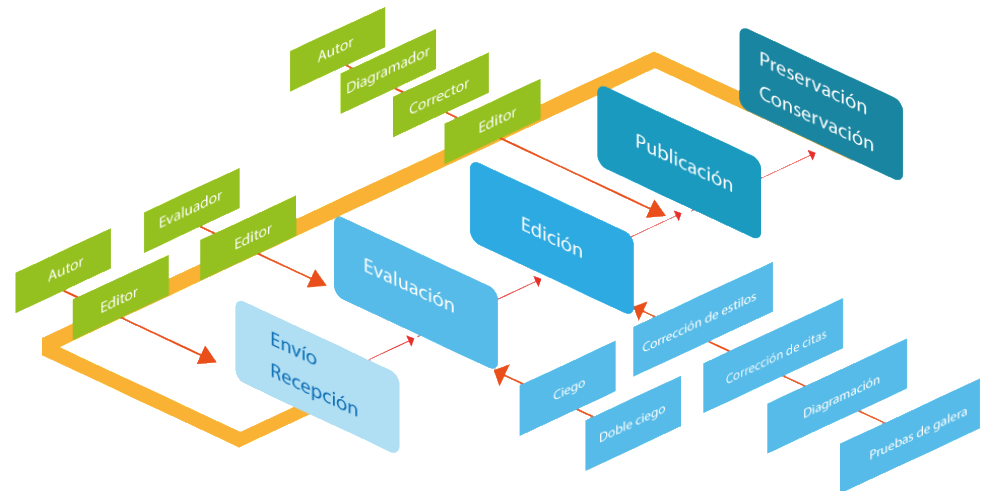 Autor
Diagramador
Corrector
Editor
Preservación
Conservación
Publicación
Evaluador
Editor
Edición
Autor
Editor
Evaluación
Envío
Recepción
Corrección de estilos
Corrección de citas
Diagramación
Pruebas de galera
Ciego
Doble ciego